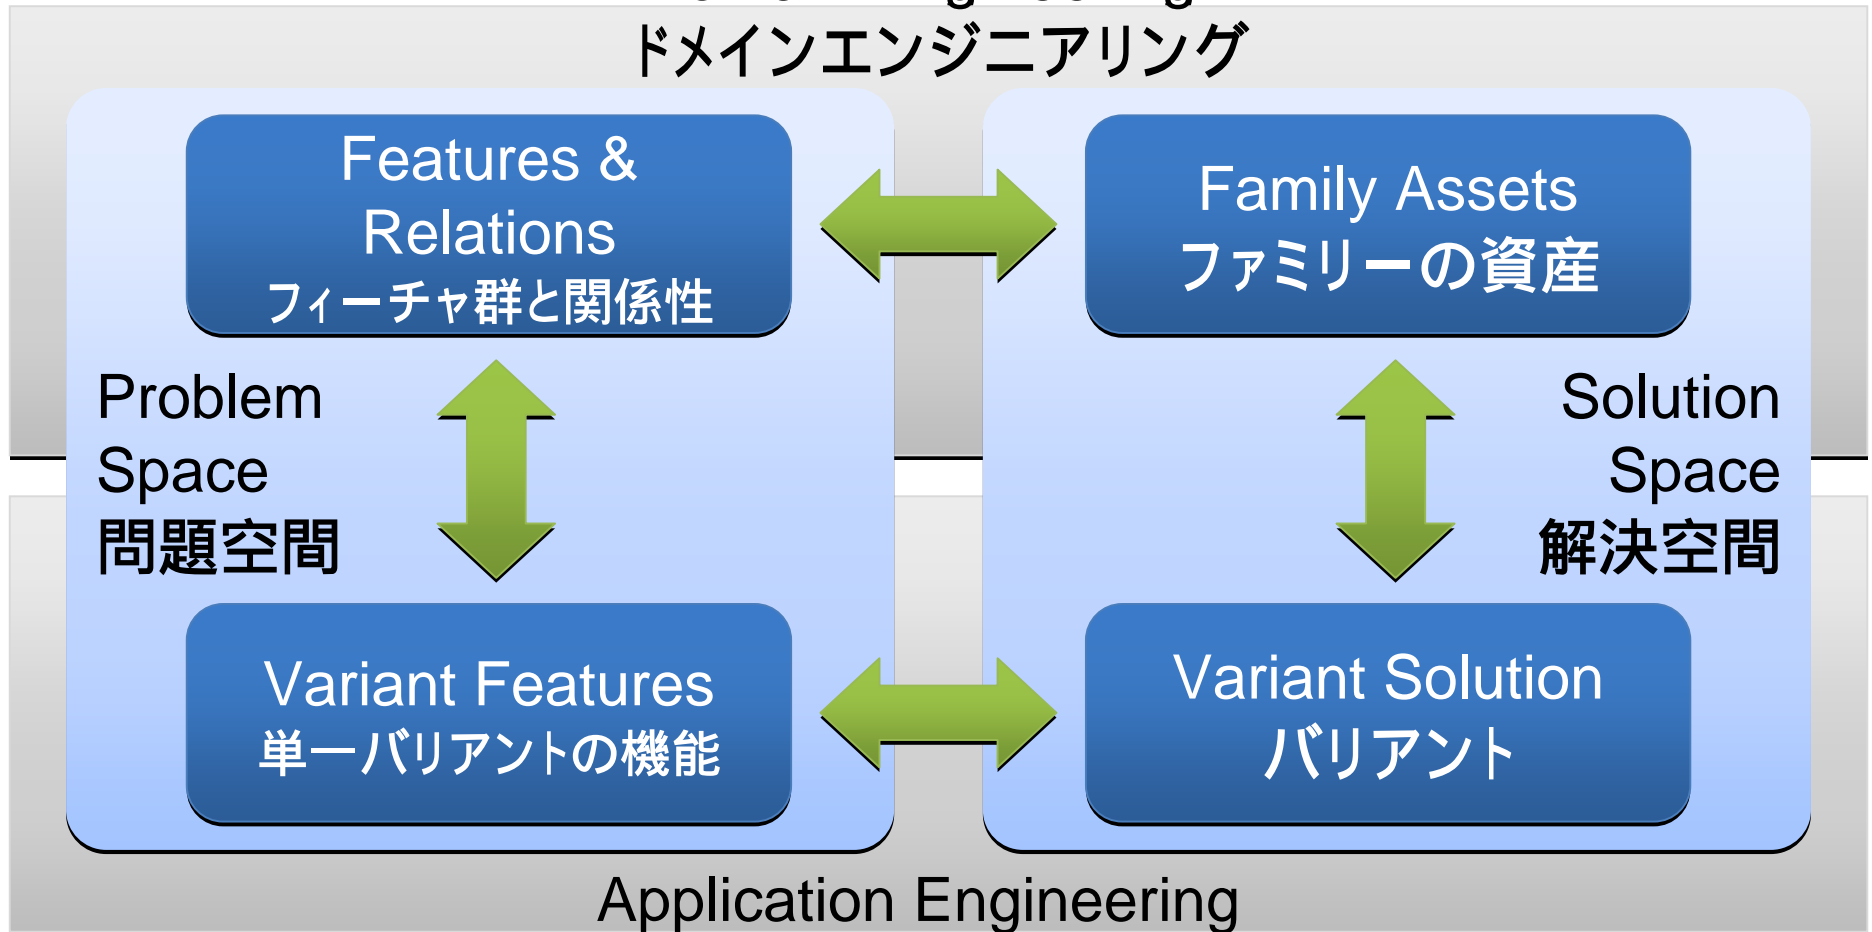 ドメインエンジニアリング
Features &
Relations
フィーチャ群と関係性
Family Assets
ファミリーの資産
Problem
Space
問題空間
Solution
Space
解決空間
Variant Features
単一バリアントの機能
Variant Solution
バリアント
Application Engineering